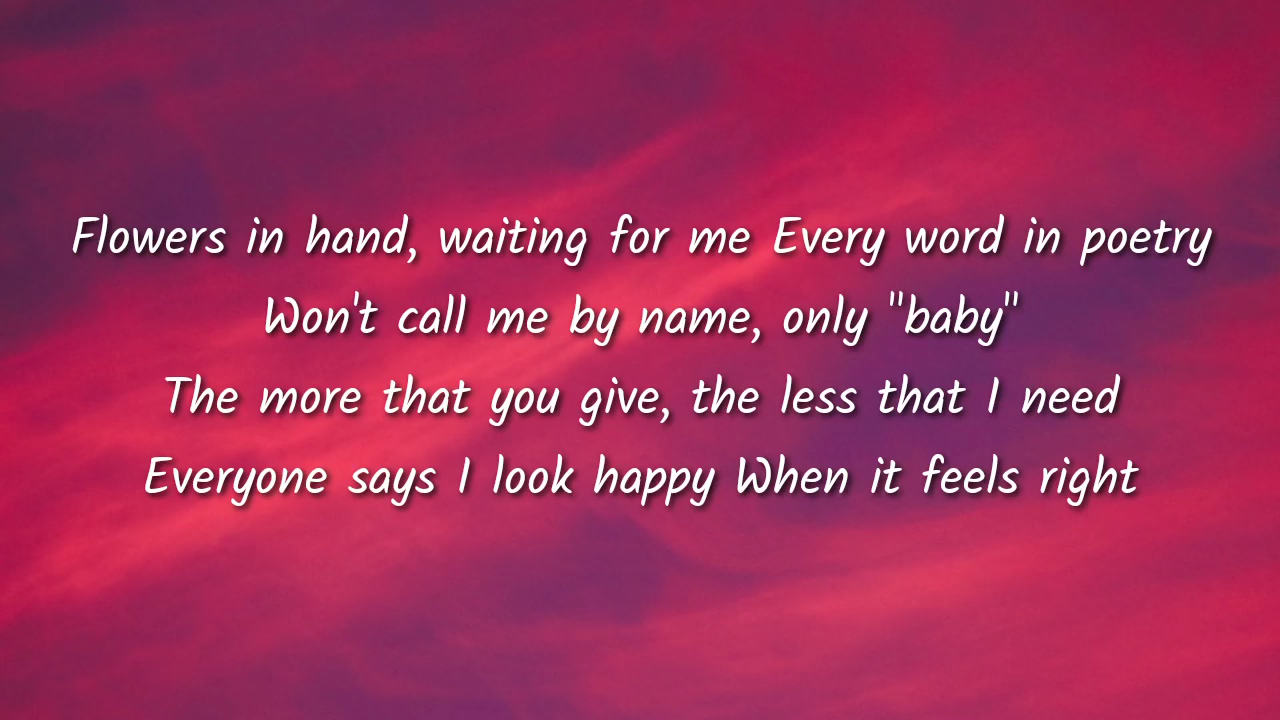 Flowers in hand, waiting for me Every word in poetry
Won't call me by name, only "baby"
The more that you give, the less that I need
Everyone says I look happy When it feels right